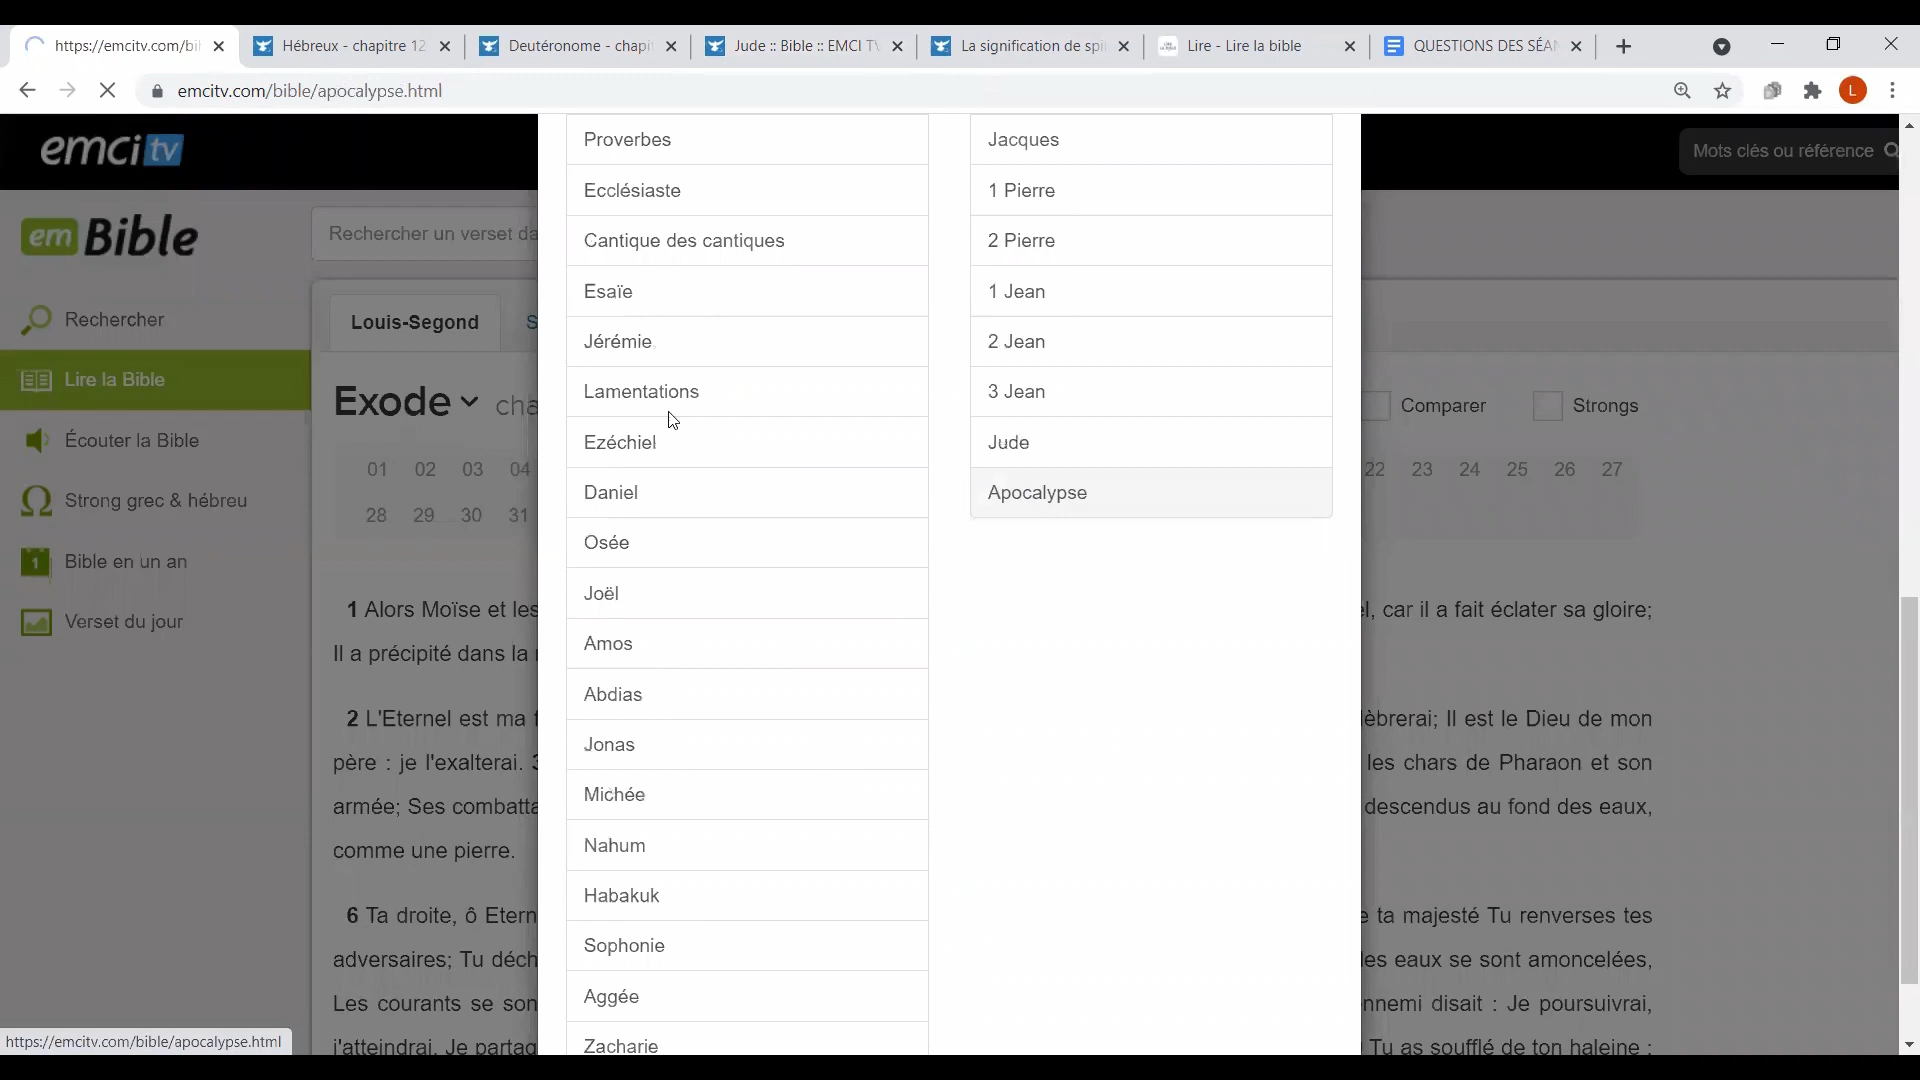 https://emcitv.com/bi
Hébreux - chapitre 12
Deutéronome - chapi
Jude :: Bible :: EMCI TV
La signification de spi
Lire - Lire la bible
QUESTIONS DES SÉAN
emcitv.com/bible/apocalypse.html
L
emci tv
Mots clés ou référence
em Bible
Rechercher un verset da
Rechercher
Lire la Bible
Écouter la Bible
Strong grec & hébreu
1 Bible en un an
Verset du jour
Louis-Segond
S
Exode cha
Comparer
Strongs
01 02 03 04 22 23 24 25 26 27
28 29 30 31
Proverbes
Ecclésiaste
Cantique des cantiques
Esaïe
Jérémie
Lamentations
Ezéchiel
Daniel
Osée
Joël
Amos
Abdias
Jonas
Michée
Nahum
Habakuk
Sophonie
Aggée
Zacharie
Jacques
1 Pierre
2 Pierre
1 Jean
2 Jean
3 Jean
Jude
Apocalypse
1 Alors Moïse et les el, car il a fait éclater sa gloire;
Il a précipité dans la
2 L'Eternel est ma lèbrerai; Il est le Dieu de mon
père : je l'exalterai. 3 les chars de Pharaon et son
armée; Ses combatta descendus au fond des eaux,
comme une pierre.
6 Ta droite, ô Etern e ta majesté Tu renverses tes
adversaires; Tu déch les eaux se sont amoncelées,
Les courants se son nnemi disait : Je poursuivrai,
j'atteindrai, Je partag Tu as soufflé de ton haleine :
https://emcitv.com/bible/apocalypse.html